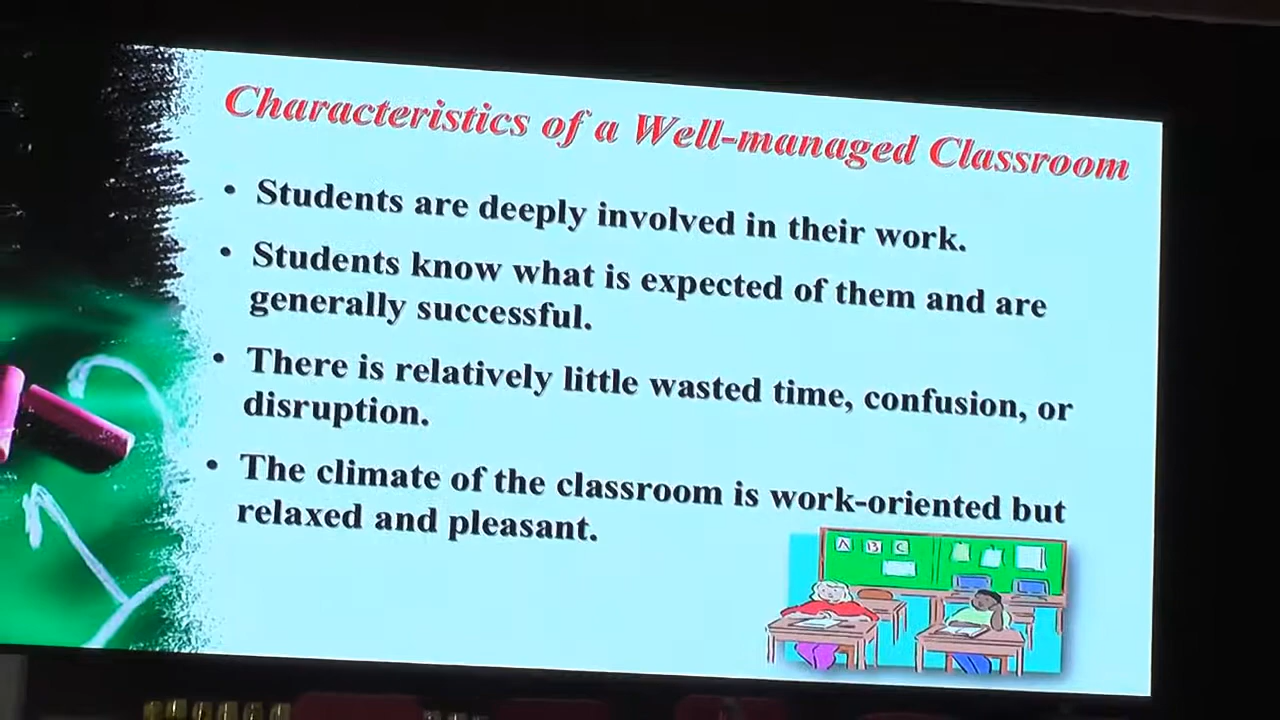 Characteristics of a Well-managed Classroom
• Students are deeply involved in their work.
• Students know what is expected of them and are
generally successful.
• There is relatively little wasted time, confusion, or
disruption.
• The climate of the classroom is work-oriented but
relaxed and pleasant.
A B C